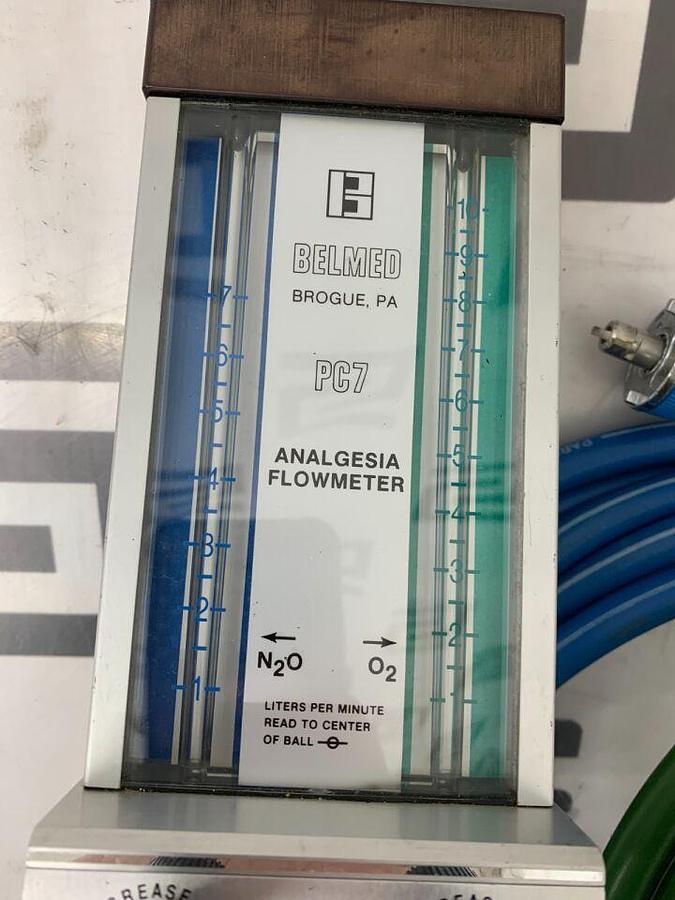 BELMED
BROGUE, PA
PC7
ANALGESIA
FLOWMETER
N₂O
O₂
LITERS PER MINUTE
READ TO CENTER
OF BALL
7
6
5
4
3
2
1
10
9
8
7
6
5
4
3
2
1